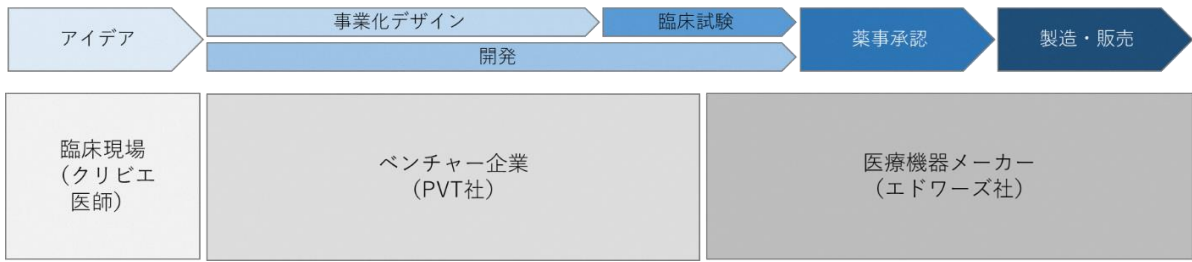 アイデア
事業化デザイン
臨床試験
開発
薬事承認
製造・販売
臨床現場
（クリビエ
医師）
ベンチャー企業
（PVT社）
医療機器メーカー
（エドワーズ社）